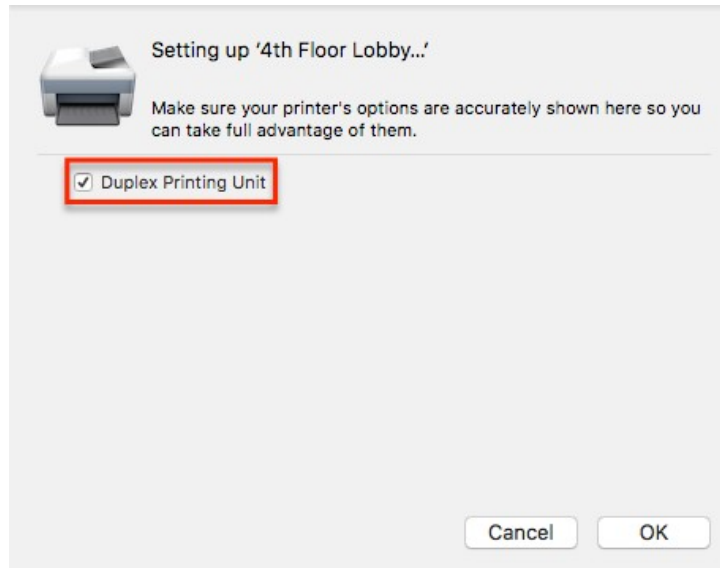 Setting up ‘4th Floor Lobby...’
Make sure your printer's options are accurately shown here so you
can take full advantage of them.
Duplex Printing Unit
Cancel
OK